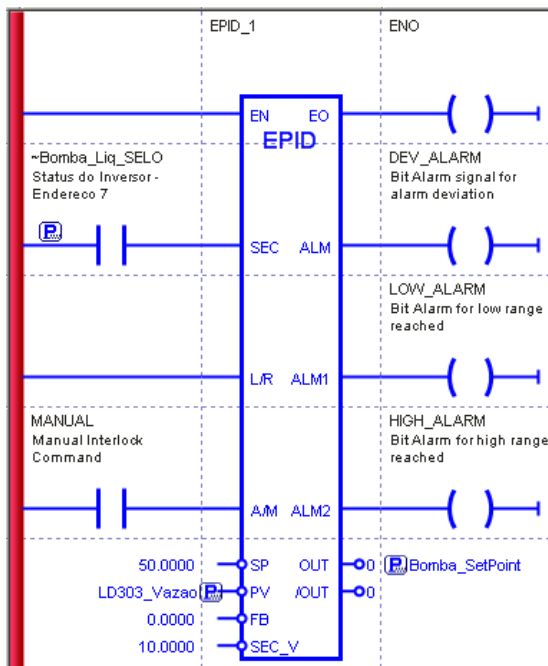 EPID_1 ENO
EN EO
EPID
~Bomba_Liq_SELO
Status do Inversor -
Endereco 7
DEV_ALARM
Bit Alarm signal for
alarm deviation
P
SEC ALM
LOW_ALARM
Bit Alarm for low range
reached
L/R ALM1
MANUAL
Manual Interlock
Command
HIGH_ALARM
Bit Alarm for high range
reached
A/M ALM2
50.0000 SP OUT 0 P Bomba_SetPoint
LD303_Vazao P PV /OUT 0
0.0000 FB
10.0000 SEC_V